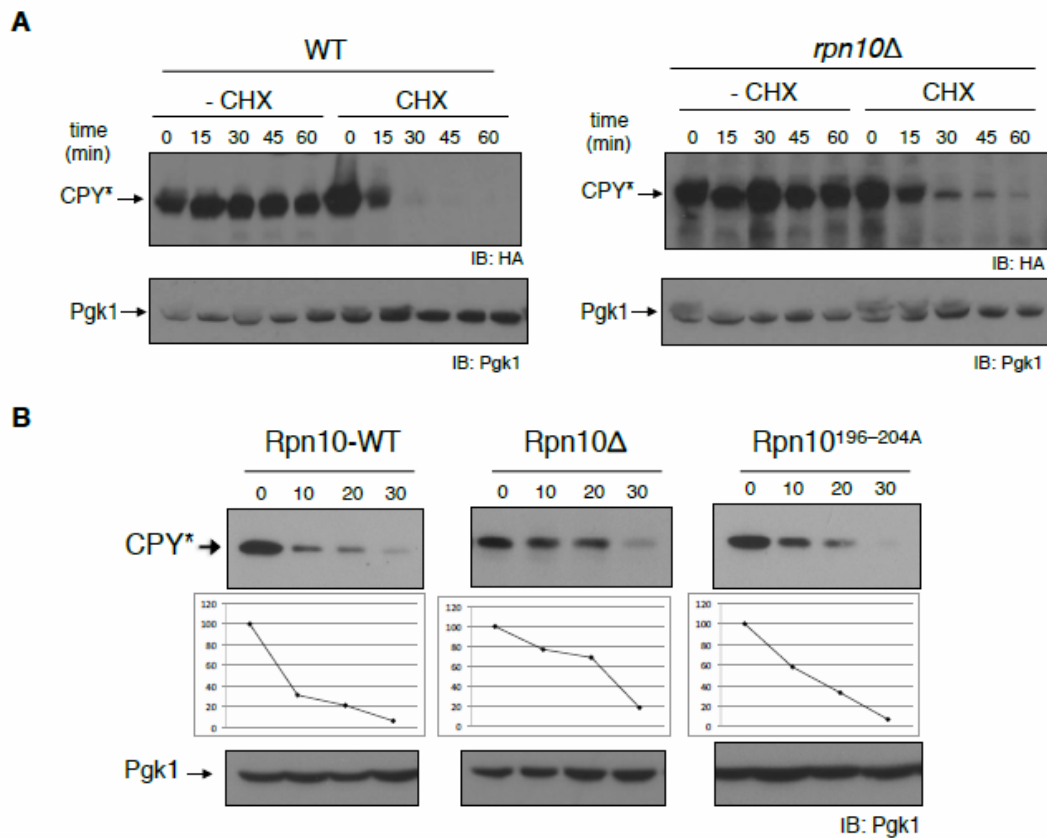 A
WT
rpn10Δ
- CHX CHX
- CHX CHX
time (min)
0 15 30 45 60 0 15 30 45 60
time (min)
0 15 30 45 60 0 15 30 45 60
CPY*
IB: HA
CPY*
IB: HA
Pgk1
IB: Pgk1
Pgk1
IB: Pgk1
B
Rpn10-WT
Rpn10Δ
Rpn10196–204A
0 10 20 30
0 10 20 30
0 10 20 30
CPY*
120
100
80
60
40
20
0
120
100
80
60
40
20
0
120
100
80
60
40
20
0
Pgk1
IB: Pgk1